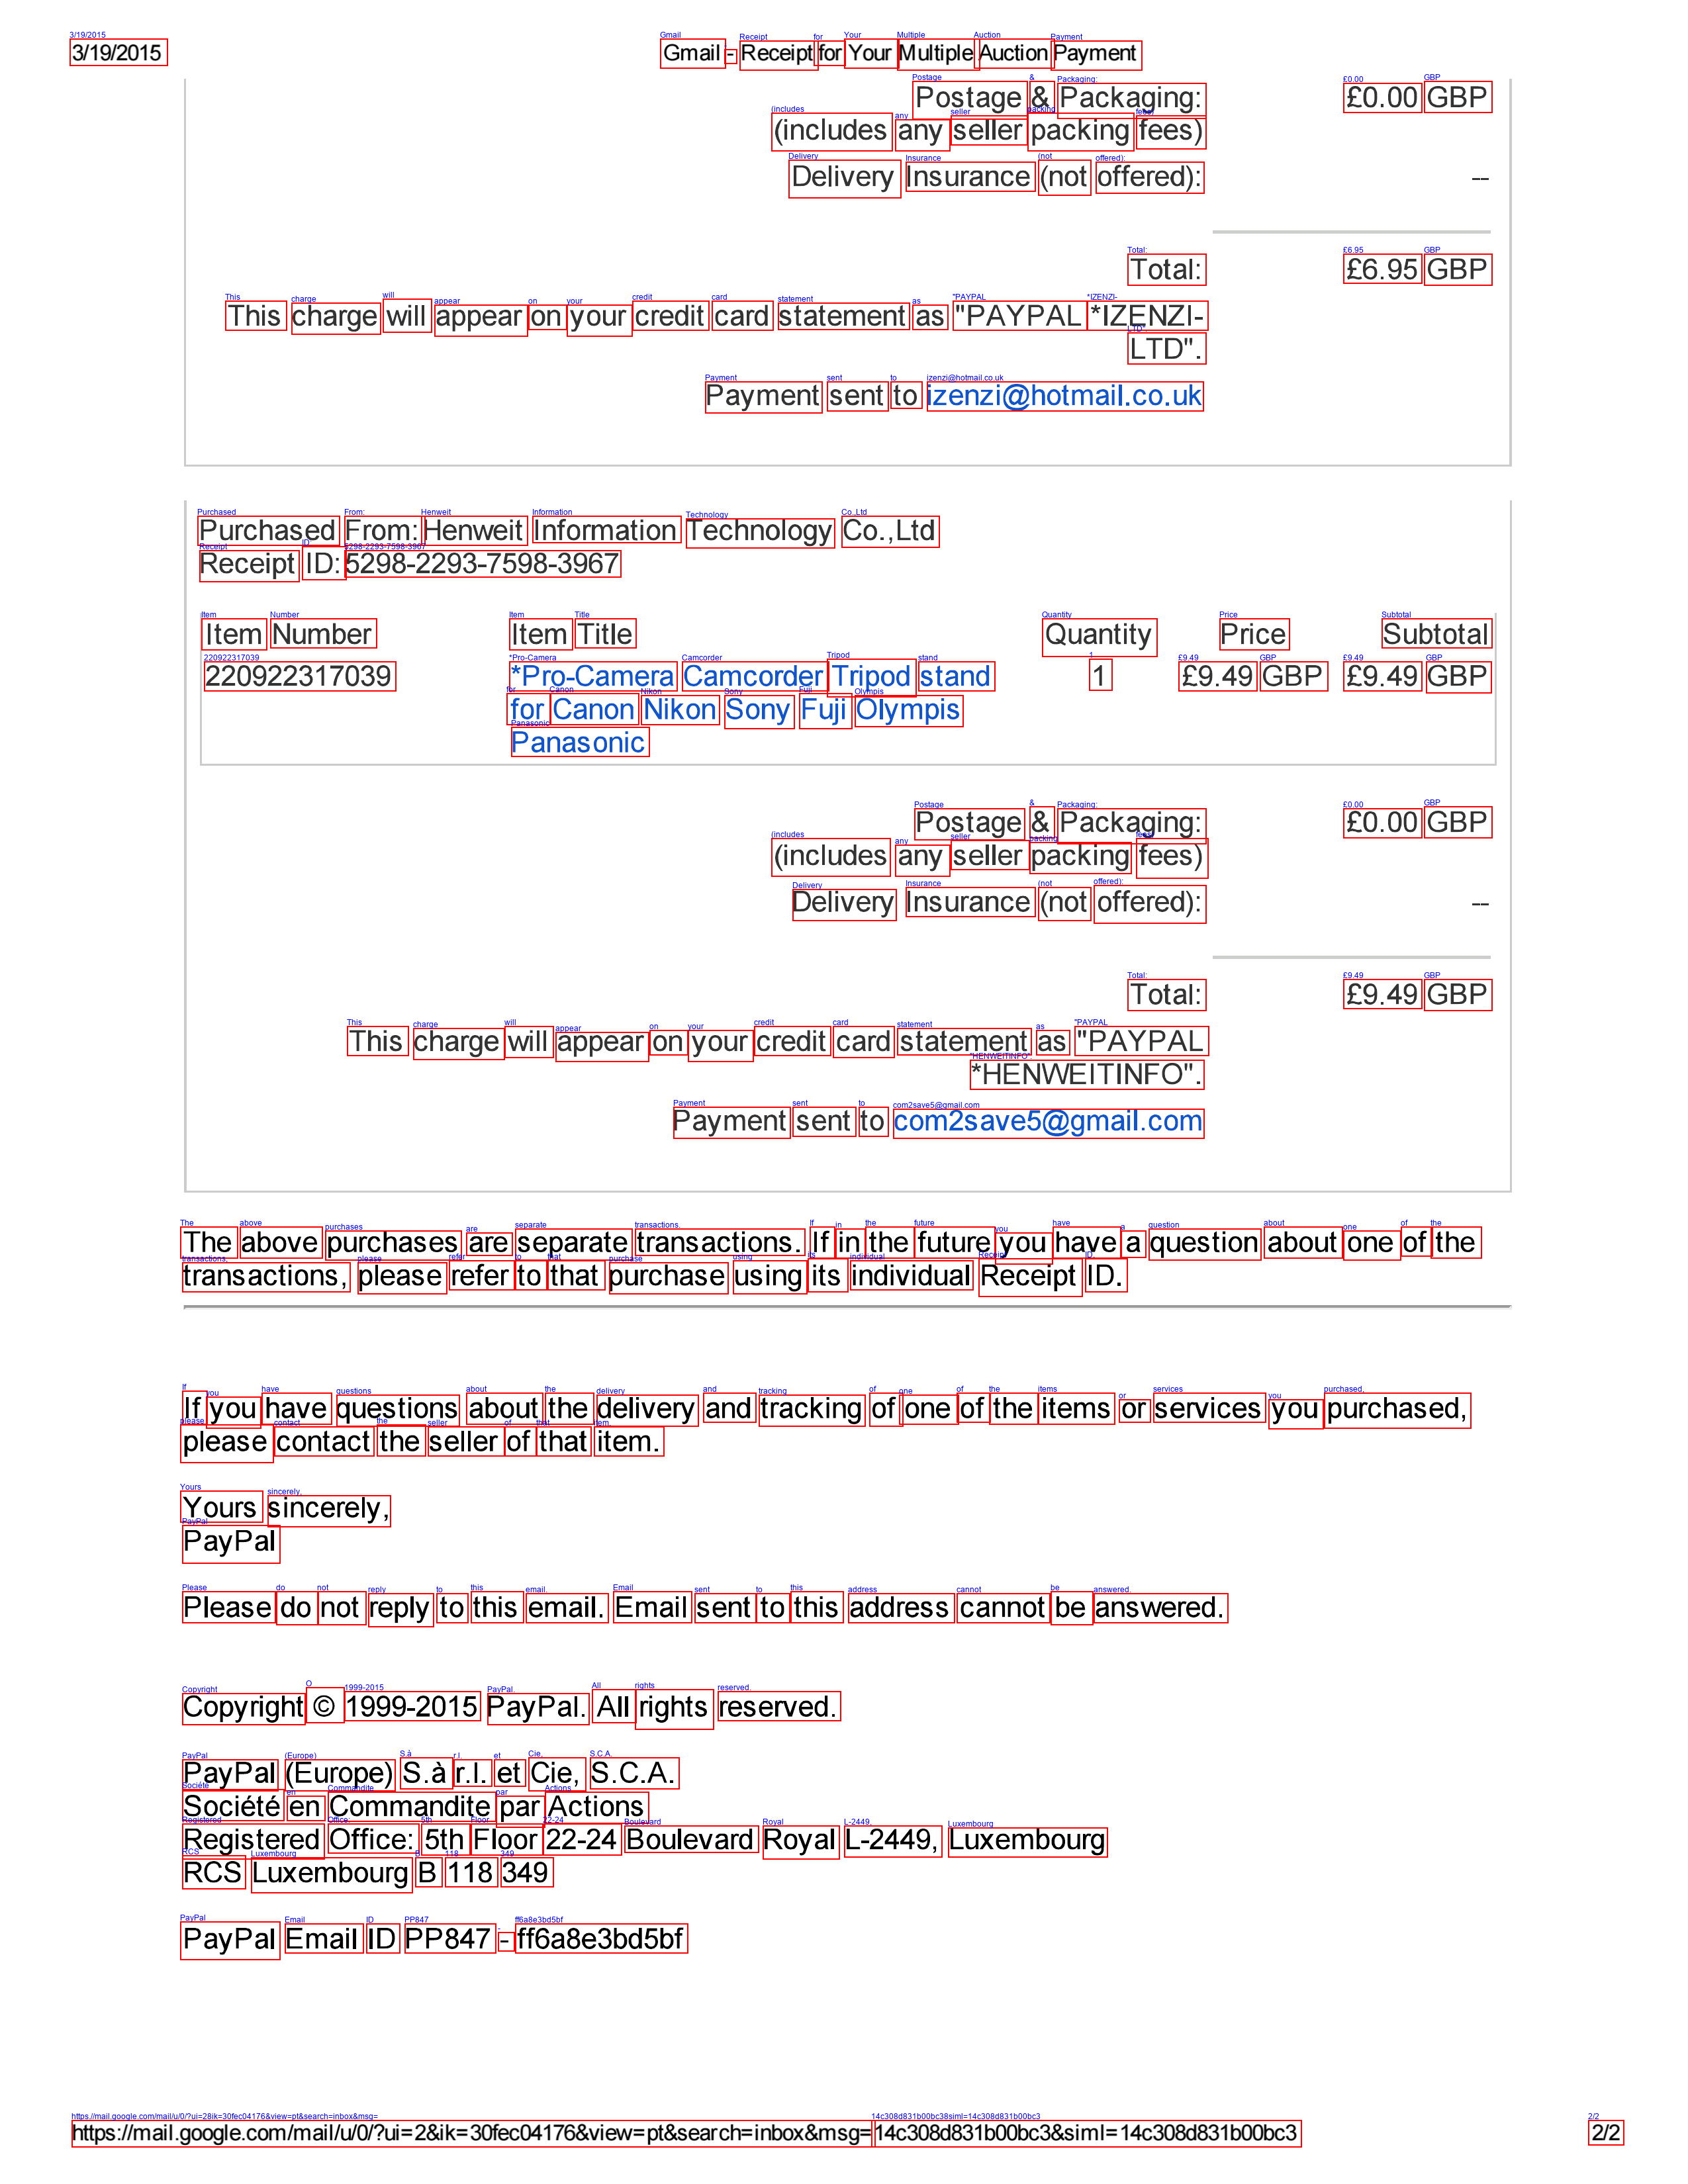 3/19/2015 Gmail - Receipt for Your Multiple Auction Payment
Postage & Packaging: £0.00 GBP
(includes any seller packing fees)
Delivery Insurance (not offered): --
Total: £6.95 GBP
This charge will appear on your credit card statement as "PAYPAL *IZENZI-
LTD".
Payment sent to izenzi@hotmail.co.uk
Purchased From: Henweit Information Technology Co.,Ltd
Receipt ID: 5298-2293-7598-3967
Item Number Item Title Quantity Price Subtotal
220922317039 *Pro-Camera Camcorder Tripod stand 1 £9.49 GBP £9.49 GBP
for Canon Nikon Sony Fuji Olympis
Panasonic
Postage & Packaging: £0.00 GBP
(includes any seller packing fees)
Delivery Insurance (not offered): --
Total: £9.49 GBP
This charge will appear on your credit card statement as "PAYPAL
*HENWEITINFO".
Payment sent to com2save5@gmail.com
The above purchases are separate transactions. If in the future you have a question about one of the
transactions, please refer to that purchase using its individual Receipt ID.
If you have questions about the delivery and tracking of one of the items or services you purchased,
please contact the seller of that item.
Yours sincerely,
PayPal
Please do not reply to this email. Email sent to this address cannot be answered.
Copyright © 1999-2015 PayPal. All rights reserved.
PayPal (Europe) S.à r.l. et Cie, S.C.A.
Société en Commandite par Actions
Registered Office: 5th Floor 22-24 Boulevard Royal L-2449, Luxembourg
RCS Luxembourg B 118 349
PayPal Email ID PP847 - ff6a8e3bd5bf
https://mail.google.com/mail/u/0/?ui=2&ik=30fec04176&view=pt&search=inbox&msg=14c308d831b00bc3&siml=14c308d831b00bc3 2/2